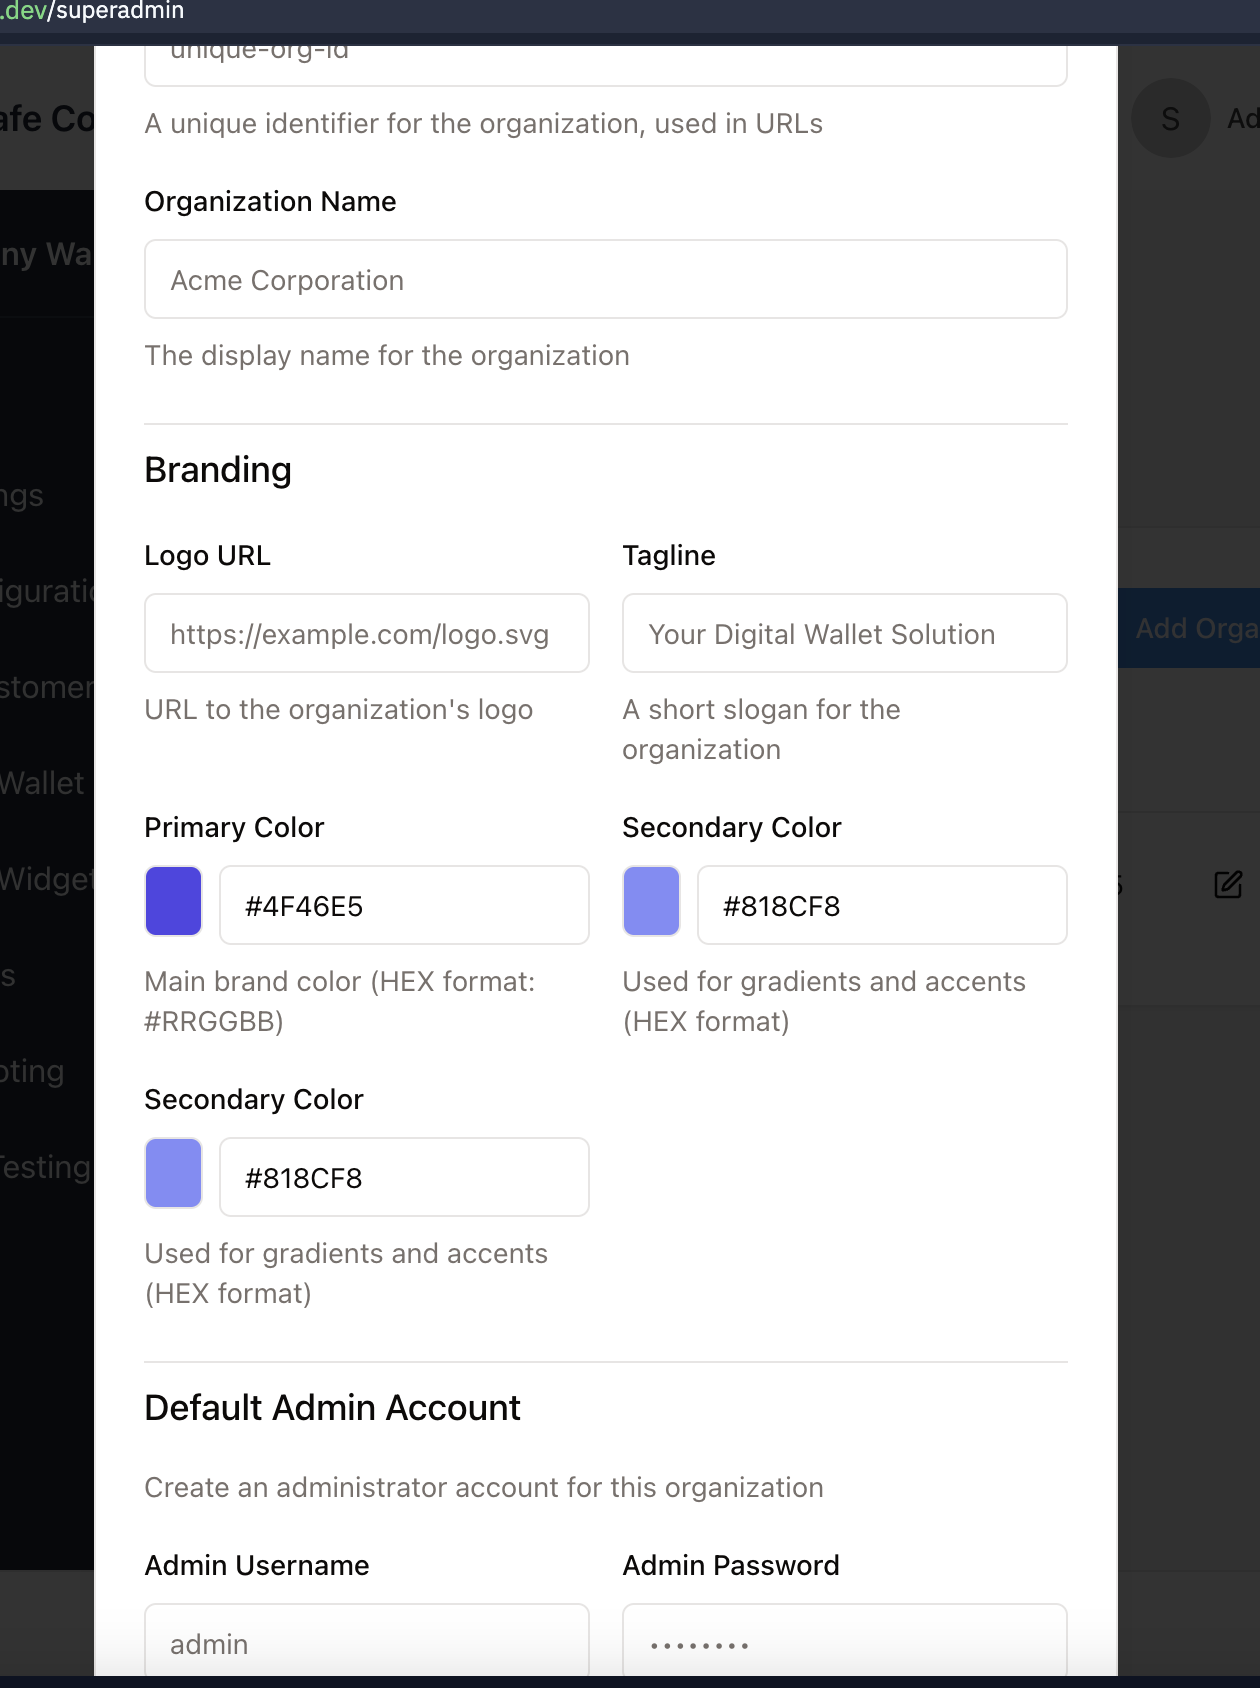 .dev/superadmin
unique-org-id
A unique identifier for the organization, used in URLs
Organization Name
Acme Corporation
The display name for the organization
Branding
Logo URL
Tagline
https://example.com/logo.svg
Your Digital Wallet Solution
URL to the organization's logo
A short slogan for the
organization
Primary Color
Secondary Color
#4F46E5
#818CF8
Main brand color (HEX format:
#RRGGBB)
Used for gradients and accents
(HEX format)
Secondary Color
#818CF8
Used for gradients and accents
(HEX format)
Default Admin Account
Create an administrator account for this organization
Admin Username
Admin Password
admin
••••••••
afe Co
ny Wa
ngs
iguratio
stomer
Wallet
Widget
s
oting
Testing
S
Ad
Add Orga